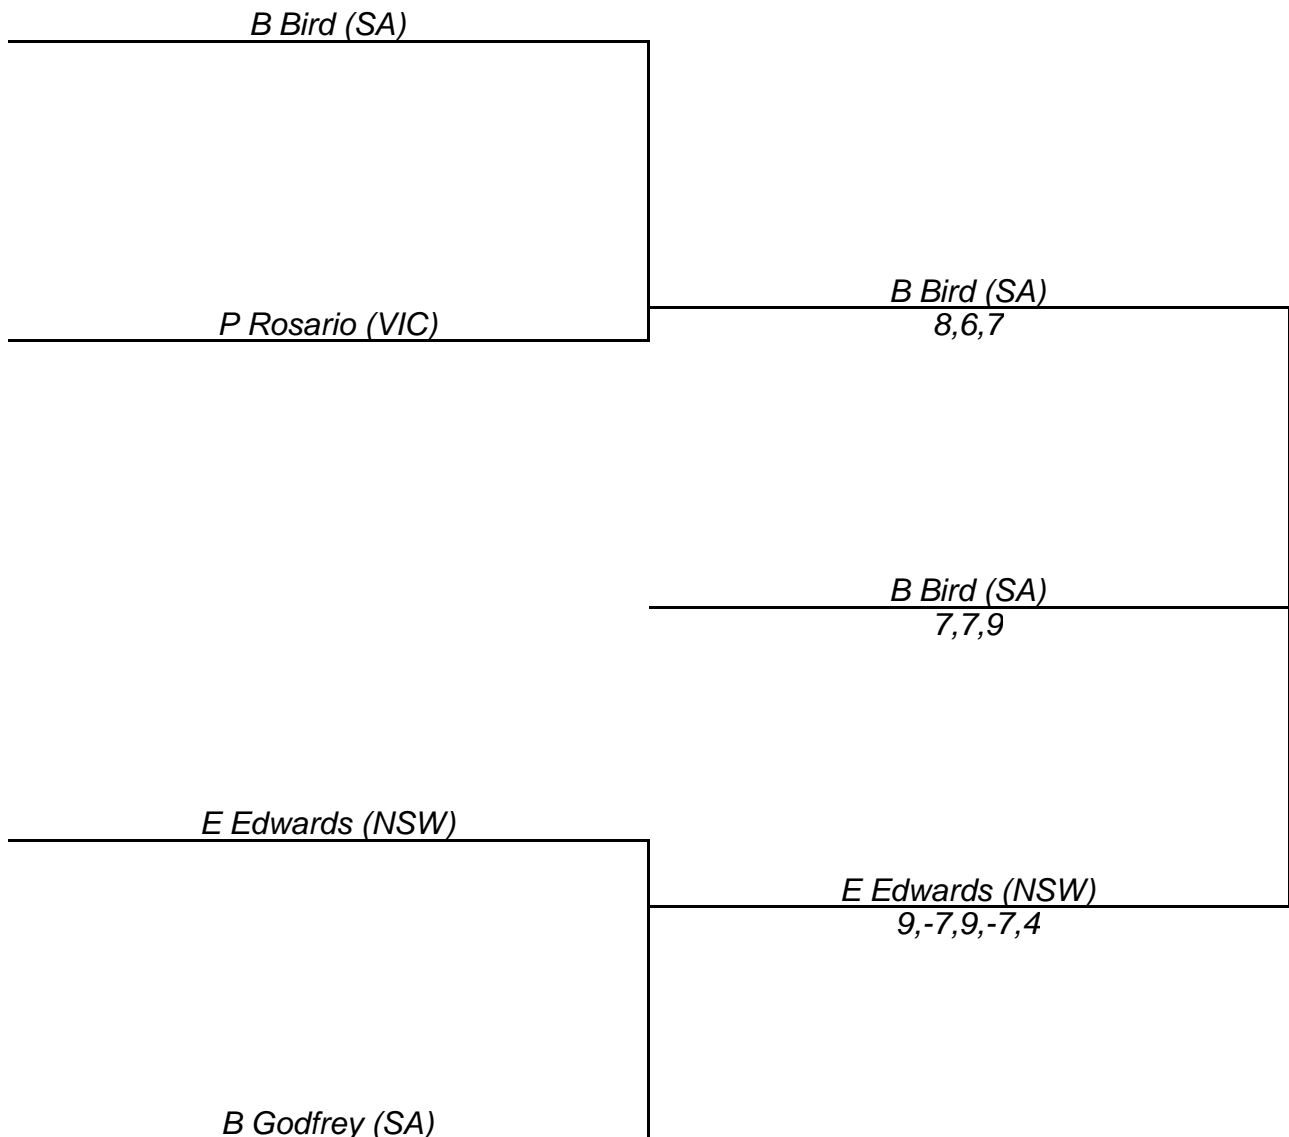 B Bird (SA)
B Bird (SA)
P Rosario (VIC)
8,6,7
B Bird (SA)
7,7,9
E Edwards (NSW)
E Edwards (NSW)
9,-7,9,-7,4
B Godfrey (SA)